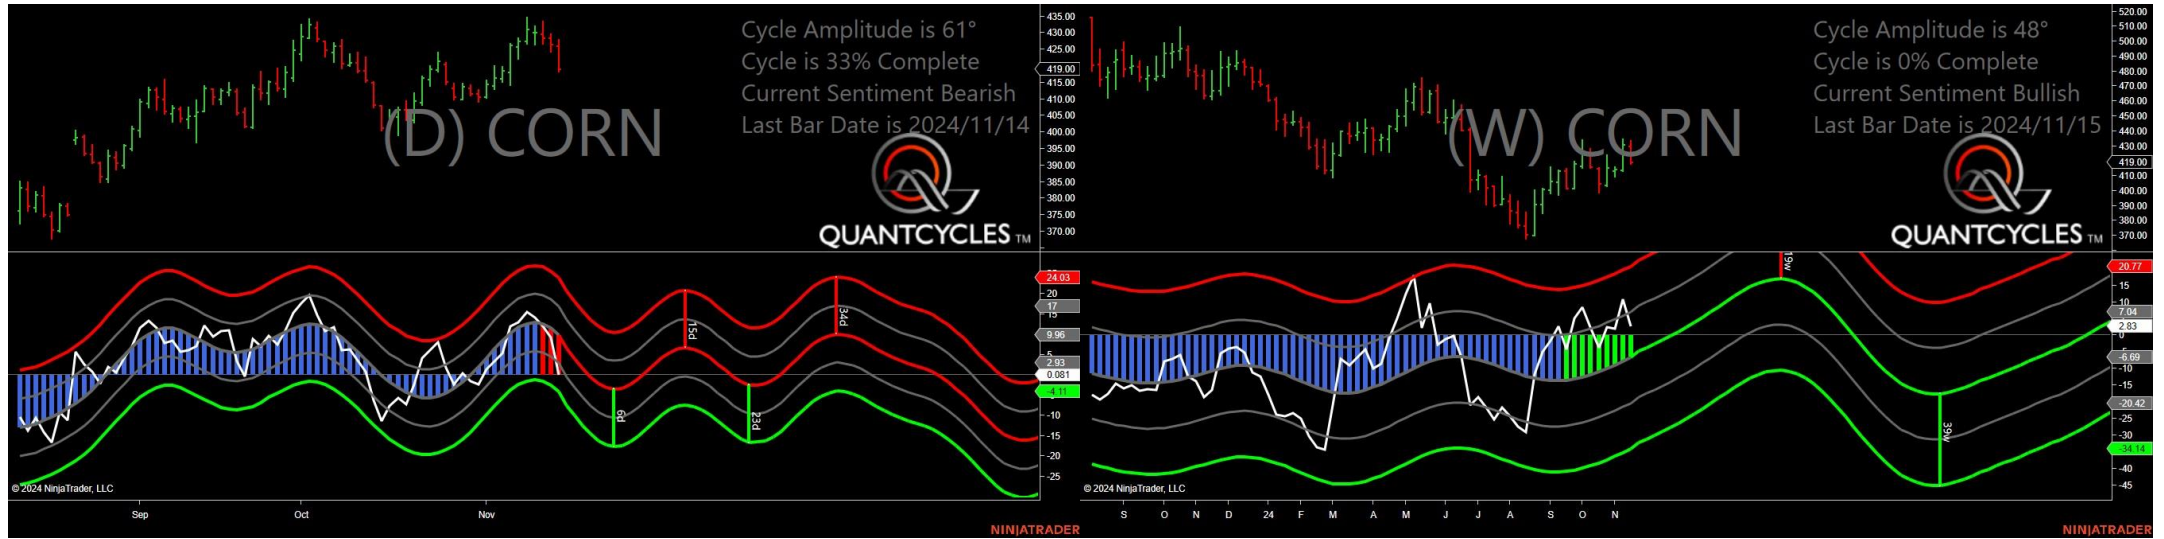 Cycle Amplitude is 61°
Cycle is 33% Complete
Current Sentiment Bearish
Last Bar Date is 2024/11/14
(D) CORN
QUANTCYCLES TM
435.00
430.00
425.00
419.00
415.00
410.00
405.00
400.00
395.00
390.00
385.00
380.00
375.00
370.00
24.03
20
17
15
9.96
5
2.93
0.081
-4.11
-10
-15
-20
-25
15d
34d
6d
23d
© 2024 NinjaTrader, LLC
Sep
Oct
Nov
NINJATRADER
Cycle Amplitude is 48°
Cycle is 0% Complete
Current Sentiment Bullish
Last Bar Date is 2024/11/15
(W) CORN
QUANTCYCLES TM
520.00
510.00
500.00
490.00
480.00
470.00
460.00
450.00
440.00
430.00
419.00
410.00
400.00
390.00
380.00
370.00
19w
20.77
15
10
7.04
2.83
-6.69
-10
-15
-20.42
-25
-30
-34.14
-40
-45
39w
© 2024 NinjaTrader, LLC
S O N D 24 F M A M J J A S O N
NINJATRADER